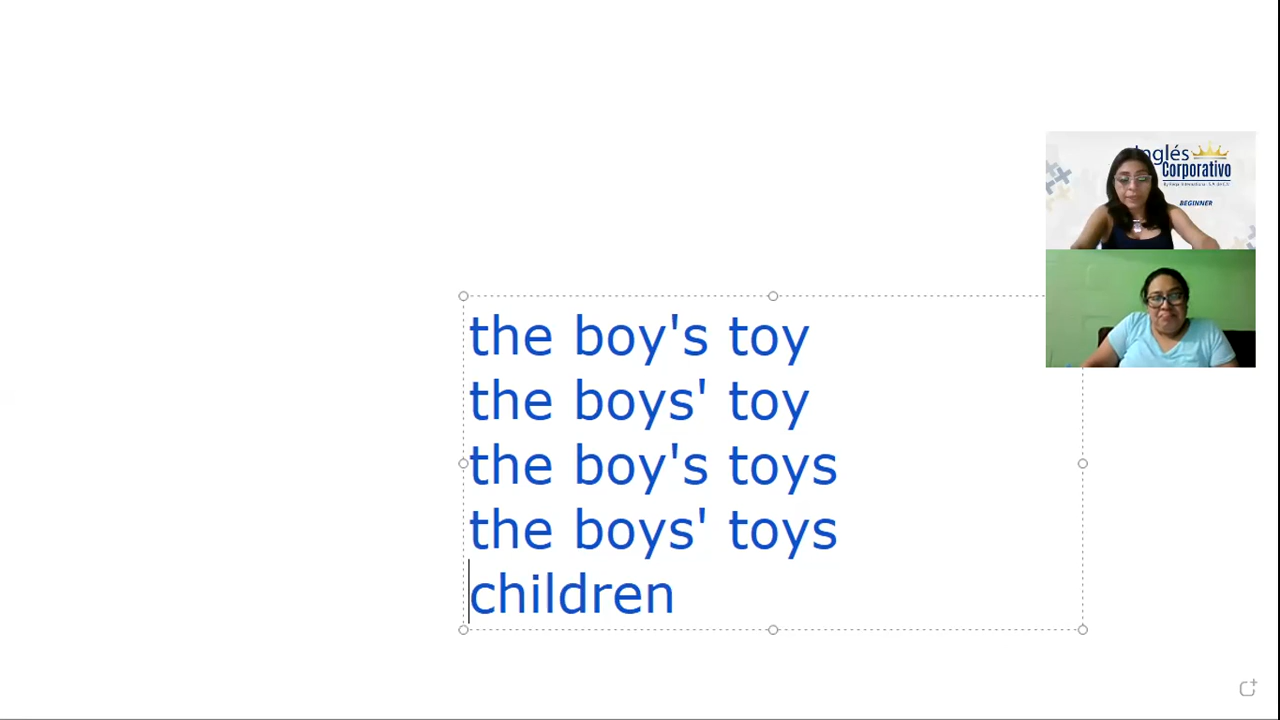 Inglés
Corporativo
BEGINNER
the boy's toy
the boys' toy
the boy's toys
the boys' toys
children